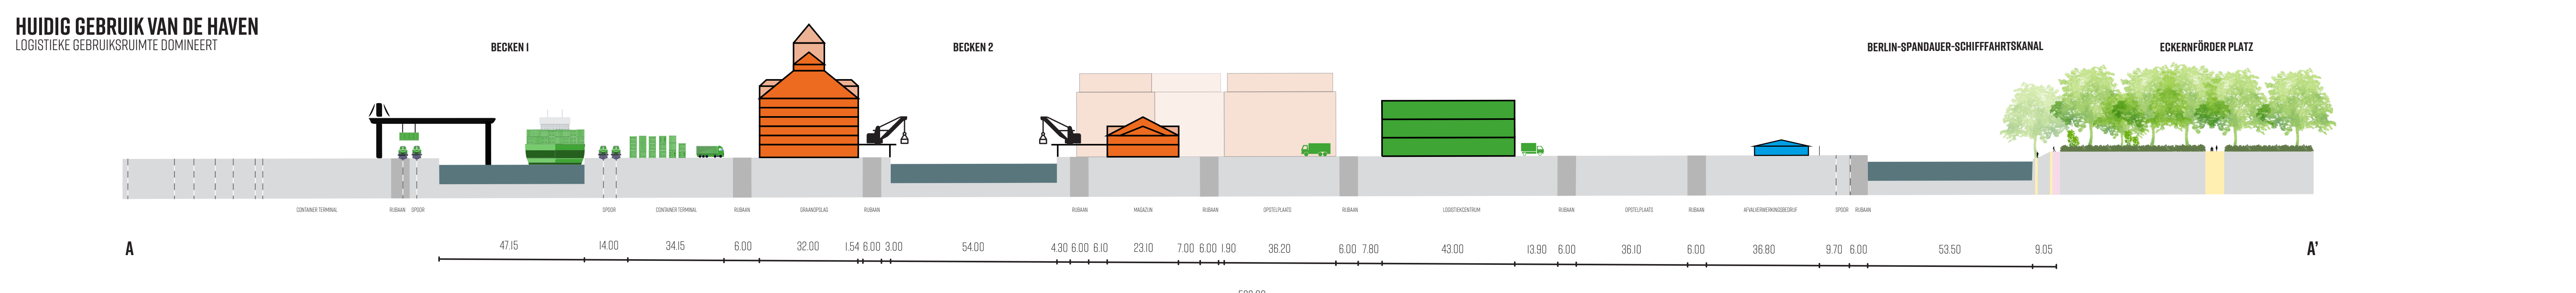 HUIDIG GEBRUIK VAN DE HAVEN
LOGISTIEKE GEBRUIKSRUIMTE DOMINEERT
BECKEN 1
BECKEN 2
BERLIN-SPANDAUER-SCHIFFFAHRTSKANAL
ECKERNFÖRDER PLATZ
CONTAINER TERMINAL RIJBAAN SPOOR SPOOR CONTAINER TERMINAL RIJBAAN GRAANOPSLAG RIJBAAN RIJBAAN MAGAZIJN RIJBAAN OPSTELPLAATS RIJBAAN LOGISTIEKCENTRUM RIJBAAN OPSTELPLAATS RIJBAAN AFVALVERWERKINGSBEDRIJF SPOOR RIJBAAN
A 47.15 14.00 34.15 6.00 32.00 1.54 6.00 3.00 54.00 4.30 6.00 6.10 23.10 7.00 6.00 1.90 36.20 6.00 7.80 43.00 13.90 6.00 36.10 6.00 36.80 9.70 6.00 53.50 9.05 A'